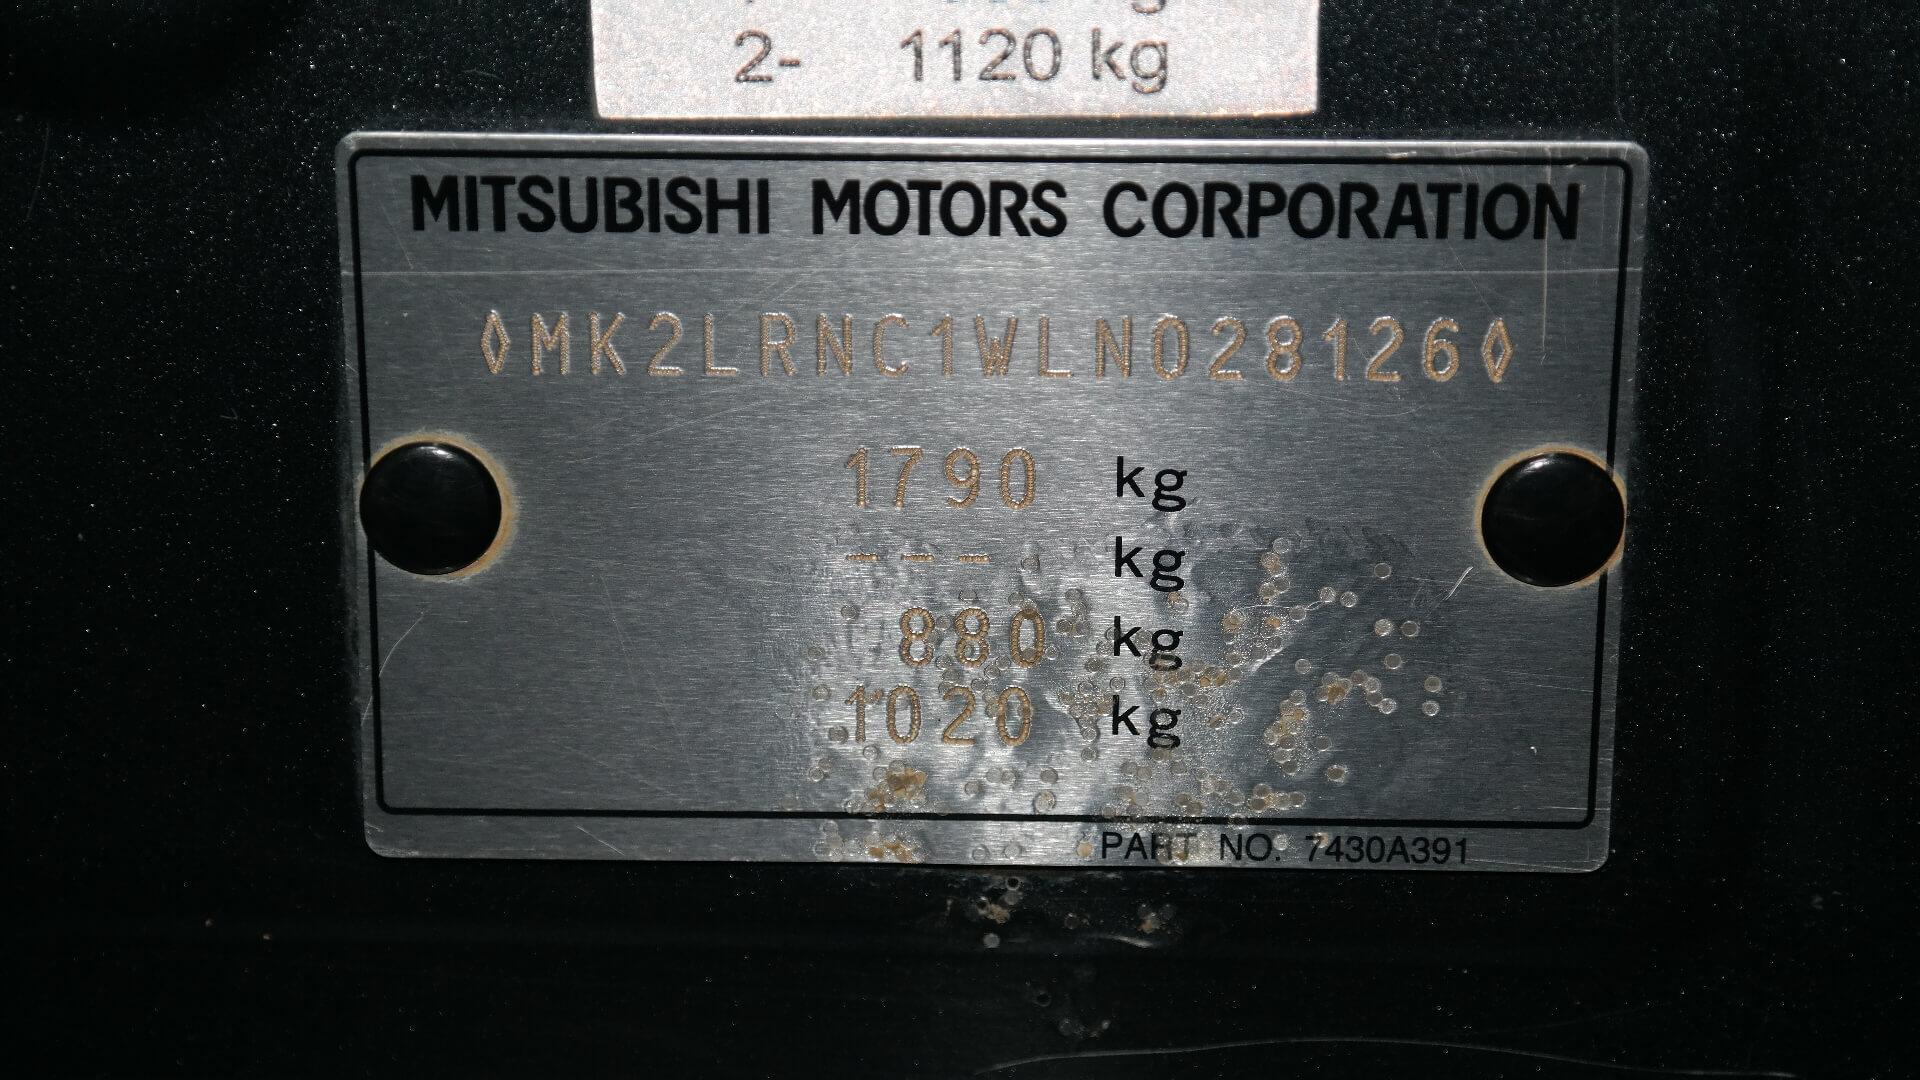 2- 1120 kg
MITSUBISHI MOTORS CORPORATION
◊MK2LRNC1WLN028126◊
1790 kg
--- kg
880 kg
1020 kg
PART NO. 7430A391